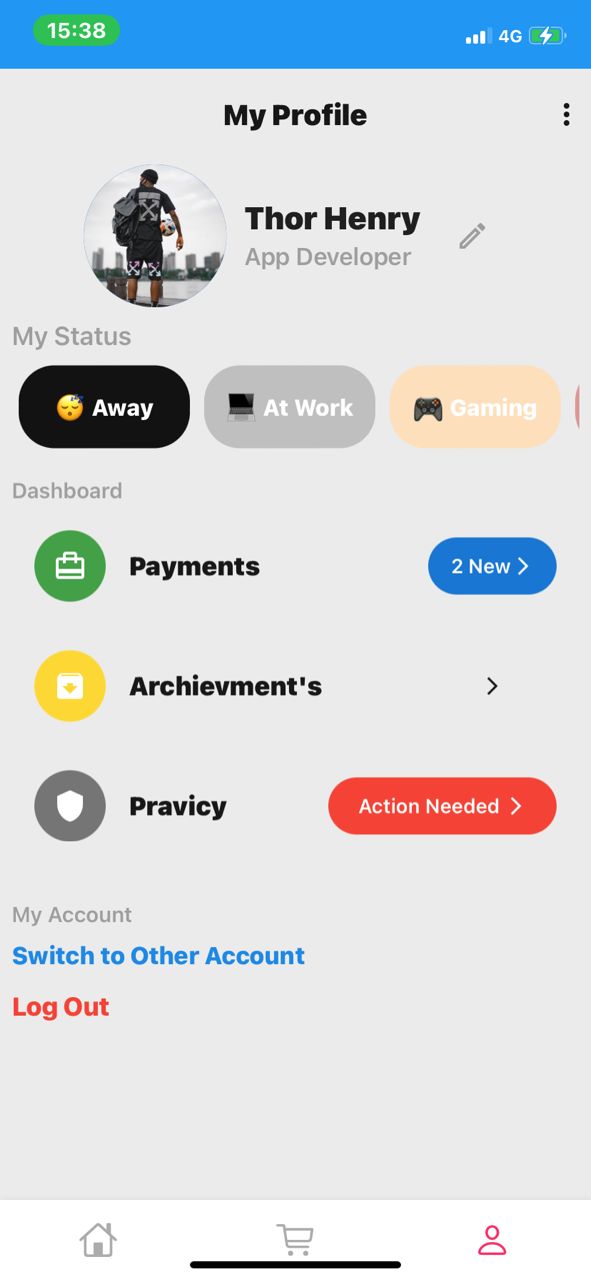 15:38
4G
My Profile
Thor Henry
App Developer
My Status
Away
At Work
Gaming
Dashboard
Payments
2 New
Archievment's
Pravicy
Action Needed
My Account
Switch to Other Account
Log Out